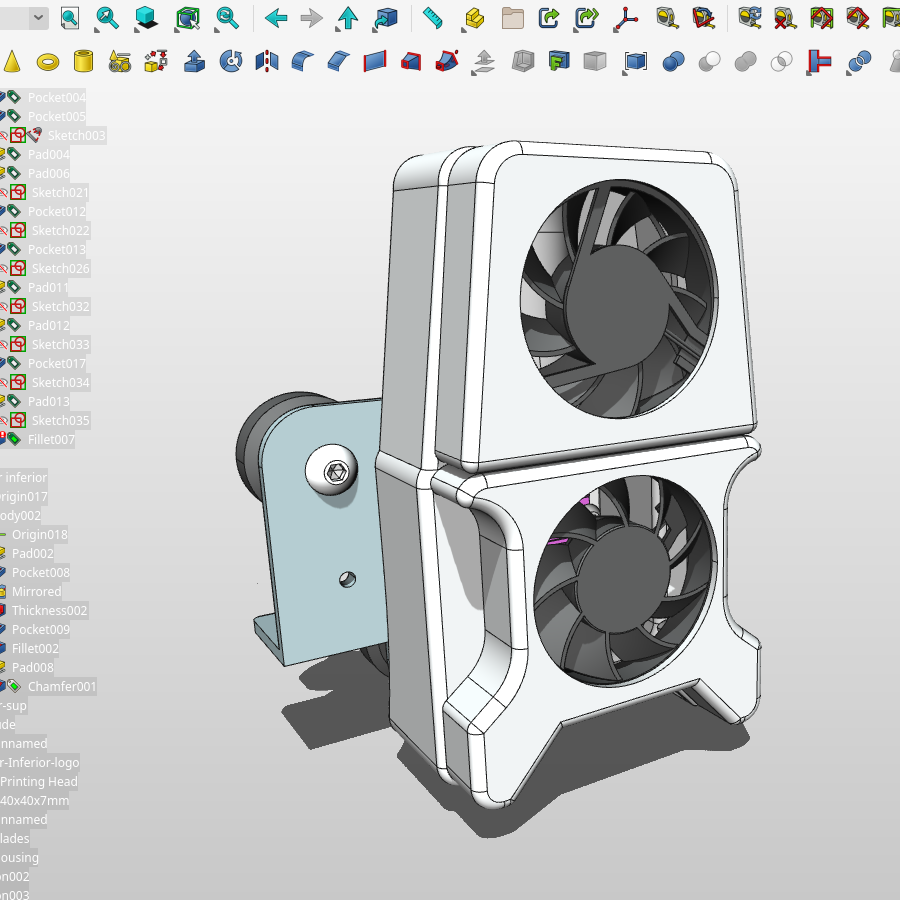 Pocket004
Pocket005
Sketch003
Pad004
Pad006
Sketch021
Pocket012
Sketch022
Pocket013
Sketch026
Pad011
Sketch032
Pad012
Sketch033
Pocket017
Sketch034
Pad013
Sketch035
Fillet007
r inferior
rigin017
ody002
Origin018
Pad002
Pocket008
Mirrored
Thickness002
Pocket009
Fillet002
Pad008
Chamfer001
r-sup
ude
nnamed
r-Inferior-logo
Printing Head
40x40x7mm
nnamed
lades
ousing
on002
on003